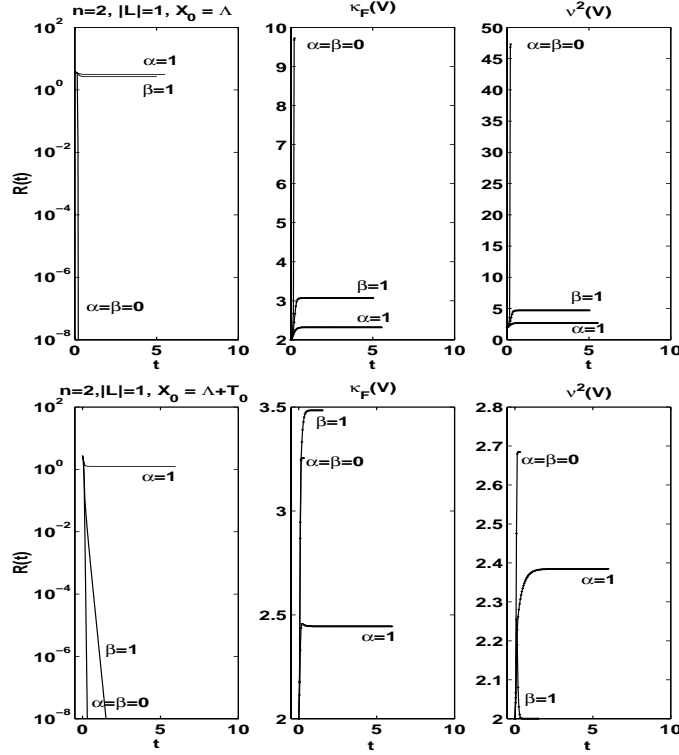 n=2, |L|=1, X₀ = Λ
κ_F(V)
ν²(V)
10²
10⁰
10⁻²
10⁻⁴
10⁻⁶
10⁻⁸
R(t)
α=1
β=1
α=β=0
0
5
10
t
10
9
8
7
6
5
4
3
2
α=β=0
β=1
α=1
0
5
10
t
50
45
40
35
30
25
20
15
10
5
0
α=β=0
β=1
α=1
0
5
10
t
n=2,|L|=1, X₀ = Λ+T₀
κ_F(V)
ν²(V)
10²
10⁰
10⁻²
10⁻⁴
10⁻⁶
10⁻⁸
R(t)
α=1
β=1
α=β=0
0
5
10
t
3.5
3
2.5
2
β=1
α=β=0
α=1
0
5
10
t
2.8
2.7
2.6
2.5
2.4
2.3
2.2
2.1
2
α=β=0
α=1
β=1
0
5
10
t